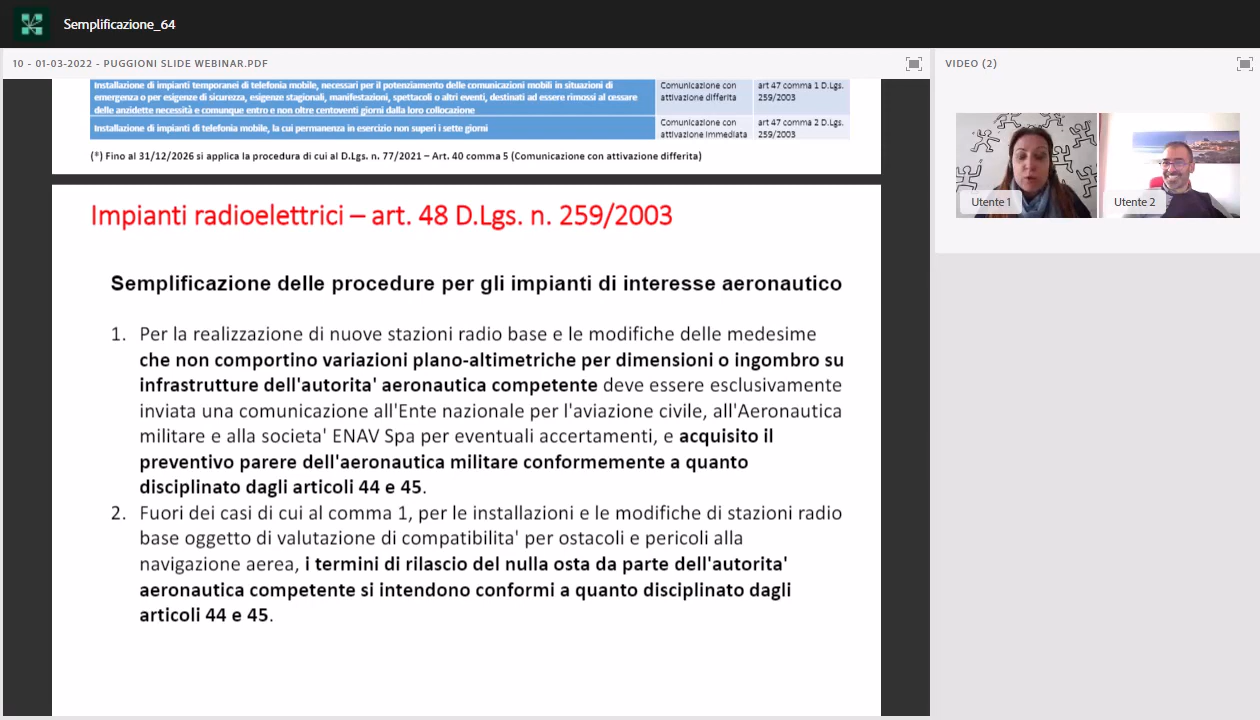 Semplificazione_64
10 - 01-03-2022 - PUGGIONI SLIDE WEBINAR.PDF
VIDEO (2)
Installazione di impianti temporanei di telefonia mobile, necessari per il potenziamento delle comunicazioni mobili in situazioni di
emergenza o per esigenze di sicurezza, esigenze stagionali, manifestazioni, spettacoli o altri eventi, destinati ad essere rimossi al cessare
delle anzidette necessità e comunque entro e non oltre centoventi giorni dalla loro collocazione
Comunicazione con
attivazione differita
art 47 comma 1 D.Lgs.
259/2003
Installazione di impianti di telefonia mobile, la cui permanenza in esercizio non superi i sette giorni
Comunicazione con
attivazione immediata
art 47 comma 2 D.Lgs.
259/2003
(*) Fino al 31/12/2026 si applica la procedura di cui al D.Lgs. n. 77/2021 – Art. 40 comma 5 (Comunicazione con attivazione differita)
Impianti radioelettrici – art. 48 D.Lgs. n. 259/2003
Semplificazione delle procedure per gli impianti di interesse aeronautico
1. Per la realizzazione di nuove stazioni radio base e le modifiche delle medesime
che non comportino variazioni plano-altimetriche per dimensioni o ingombro su
infrastrutture dell'autorita' aeronautica competente deve essere esclusivamente
inviata una comunicazione all'Ente nazionale per l'aviazione civile, all'Aeronautica
militare e alla societa' ENAV Spa per eventuali accertamenti, e acquisito il
preventivo parere dell'aeronautica militare conformemente a quanto
disciplinato dagli articoli 44 e 45.
2. Fuori dei casi di cui al comma 1, per le installazioni e le modifiche di stazioni radio
base oggetto di valutazione di compatibilita' per ostacoli e pericoli alla
navigazione aerea, i termini di rilascio del nulla osta da parte dell'autorita'
aeronautica competente si intendono conformi a quanto disciplinato dagli
articoli 44 e 45.
Utente 1
Utente 2